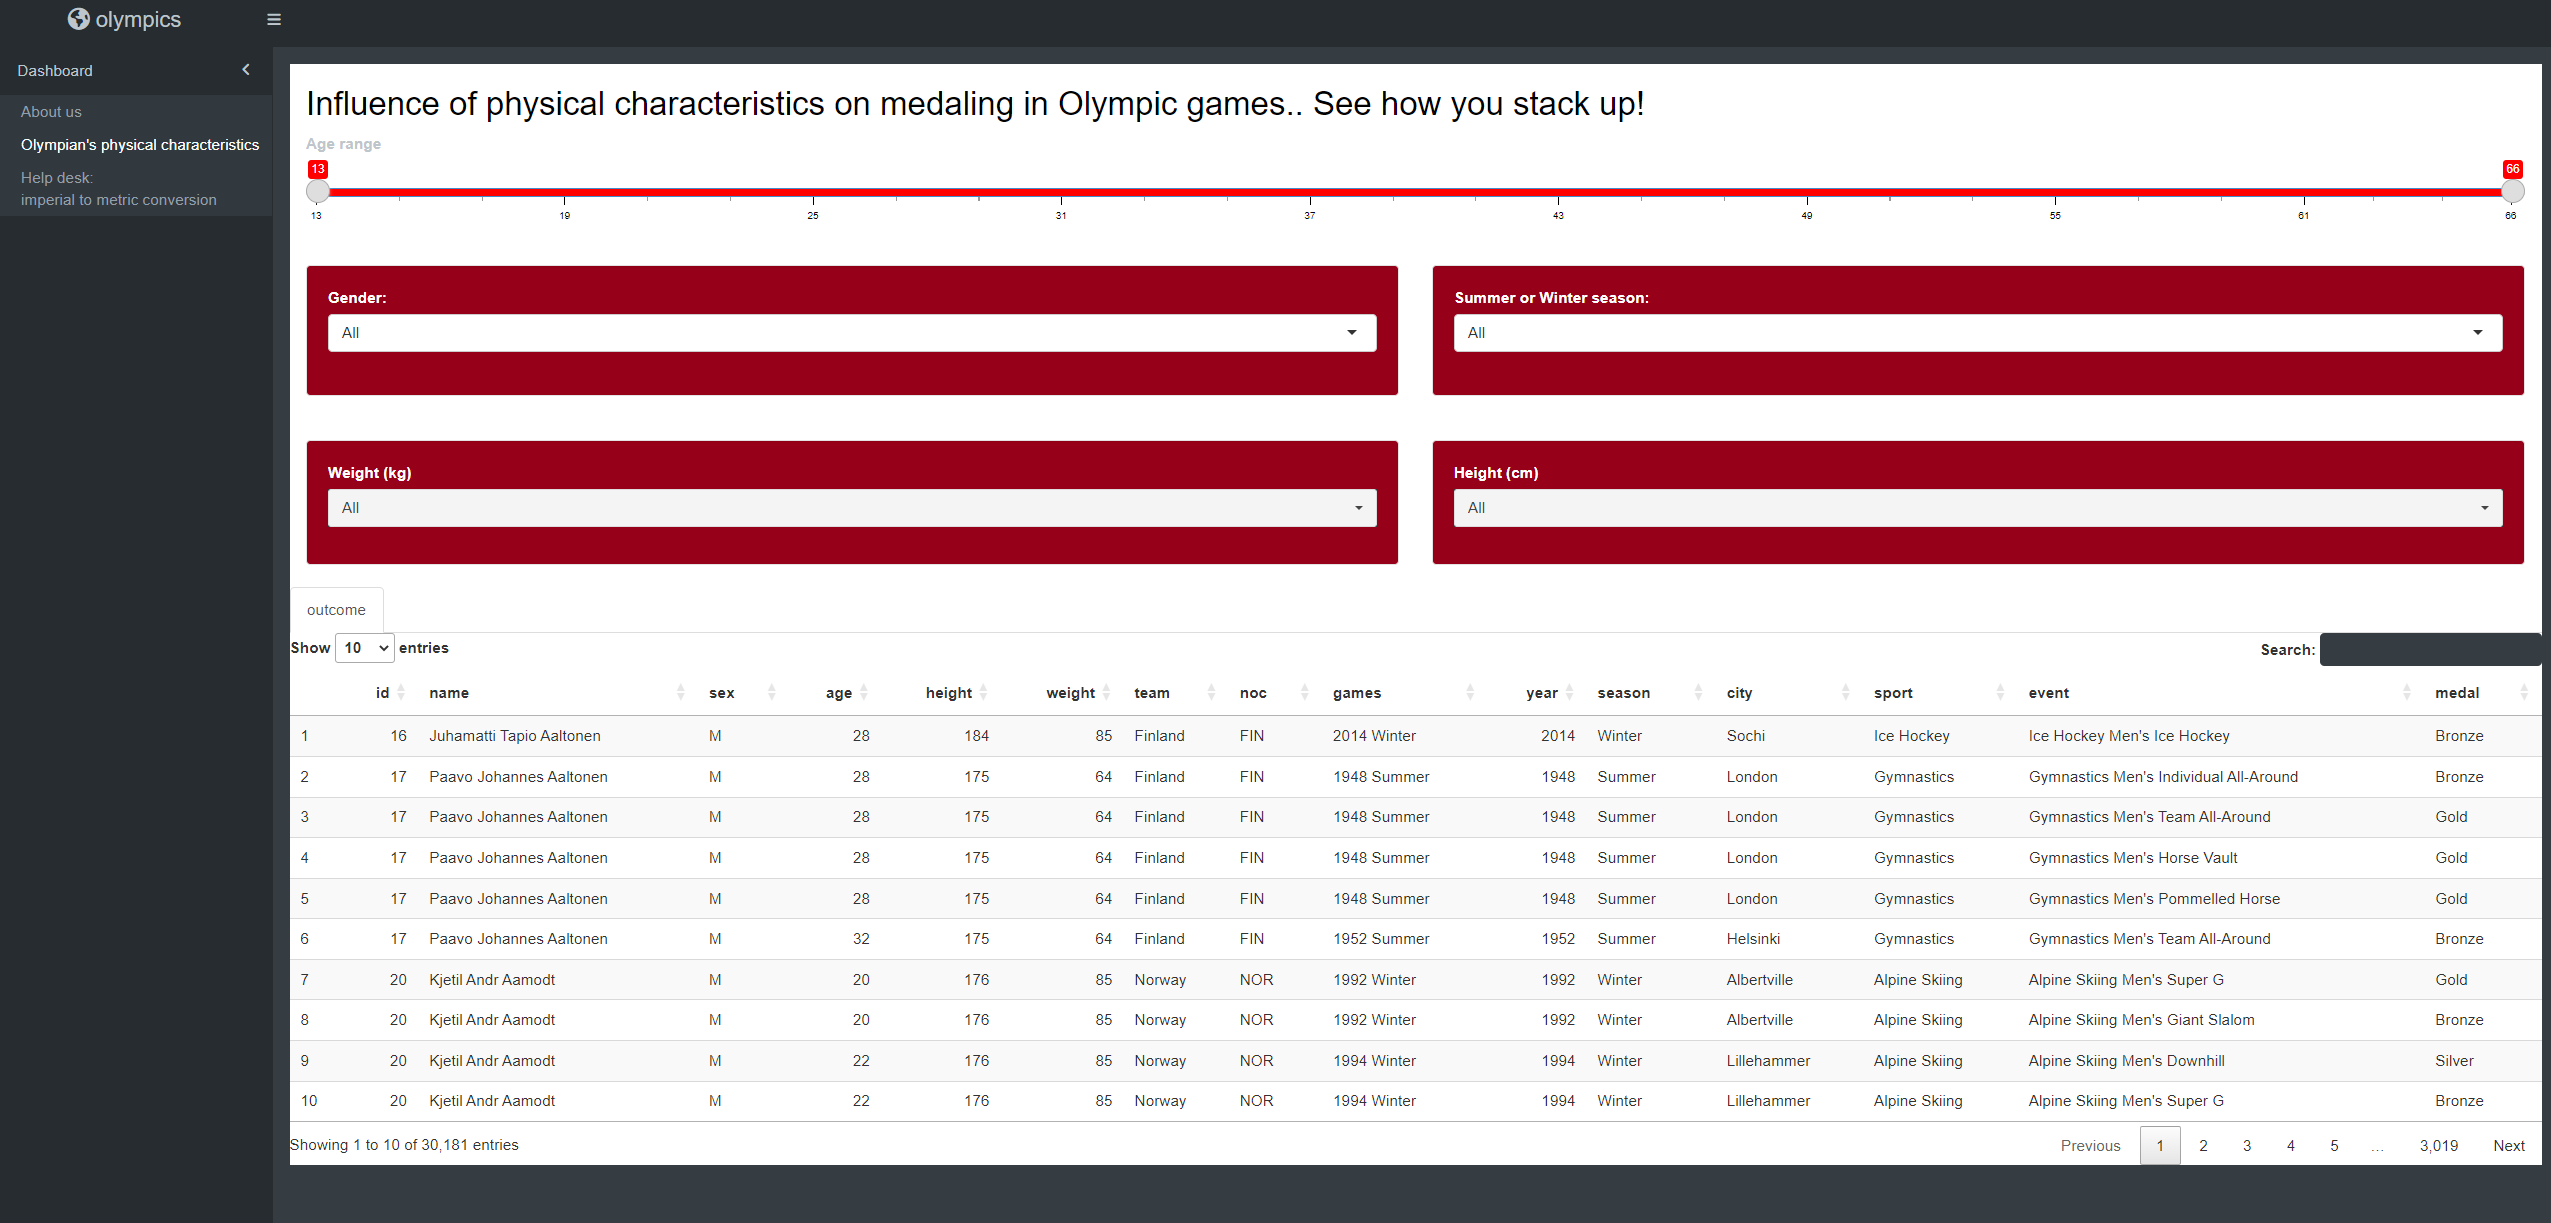 olympics
Dashboard
About us
Olympian's physical characteristics
Help desk:
imperial to metric conversion
Influence of physical characteristics on medaling in Olympic games.. See how you stack up!
Age range
13 66
13 19 25 31 37 43 49 55 61 66
Gender: Summer or Winter season:
All All
Weight (kg) Height (cm)
All All
outcome
Show 10 entries Search:
id name sex age height weight team noc games year season city sport event medal
1 16 Juhamatti Tapio Aaltonen M 28 184 85 Finland FIN 2014 Winter 2014 Winter Sochi Ice Hockey Ice Hockey Men's Ice Hockey Bronze
2 17 Paavo Johannes Aaltonen M 28 175 64 Finland FIN 1948 Summer 1948 Summer London Gymnastics Gymnastics Men's Individual All-Around Bronze
3 17 Paavo Johannes Aaltonen M 28 175 64 Finland FIN 1948 Summer 1948 Summer London Gymnastics Gymnastics Men's Team All-Around Gold
4 17 Paavo Johannes Aaltonen M 28 175 64 Finland FIN 1948 Summer 1948 Summer London Gymnastics Gymnastics Men's Horse Vault Gold
5 17 Paavo Johannes Aaltonen M 28 175 64 Finland FIN 1948 Summer 1948 Summer London Gymnastics Gymnastics Men's Pommelled Horse Gold
6 17 Paavo Johannes Aaltonen M 32 175 64 Finland FIN 1952 Summer 1952 Summer Helsinki Gymnastics Gymnastics Men's Team All-Around Bronze
7 20 Kjetil Andr Aamodt M 20 176 85 Norway NOR 1992 Winter 1992 Winter Albertville Alpine Skiing Alpine Skiing Men's Super G Gold
8 20 Kjetil Andr Aamodt M 20 176 85 Norway NOR 1992 Winter 1992 Winter Albertville Alpine Skiing Alpine Skiing Men's Giant Slalom Bronze
9 20 Kjetil Andr Aamodt M 22 176 85 Norway NOR 1994 Winter 1994 Winter Lillehammer Alpine Skiing Alpine Skiing Men's Downhill Silver
10 20 Kjetil Andr Aamodt M 22 176 85 Norway NOR 1994 Winter 1994 Winter Lillehammer Alpine Skiing Alpine Skiing Men's Super G Bronze
Showing 1 to 10 of 30,181 entries Previous 1 2 3 4 5 … 3,019 Next